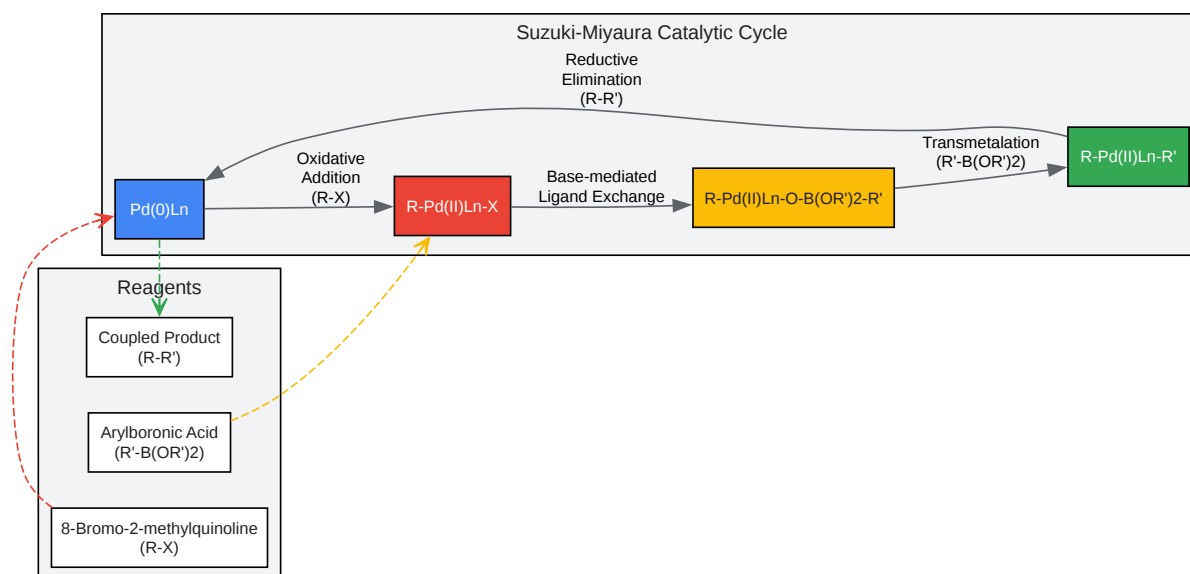 Suzuki-Miyaura Catalytic Cycle
Reductive
Elimination
(R-R')
Oxidative
Addition
(R-X)
Base-mediated
Ligand Exchange
Transmetalation
(R'-B(OR')2)
Pd(0)Ln
R-Pd(II)Ln-X
R-Pd(II)Ln-O-B(OR')2-R'
R-Pd(II)Ln-R'
Reagents
Coupled Product
(R-R')
Arylboronic Acid
(R'-B(OR')2)
8-Bromo-2-methylquinoline
(R-X)